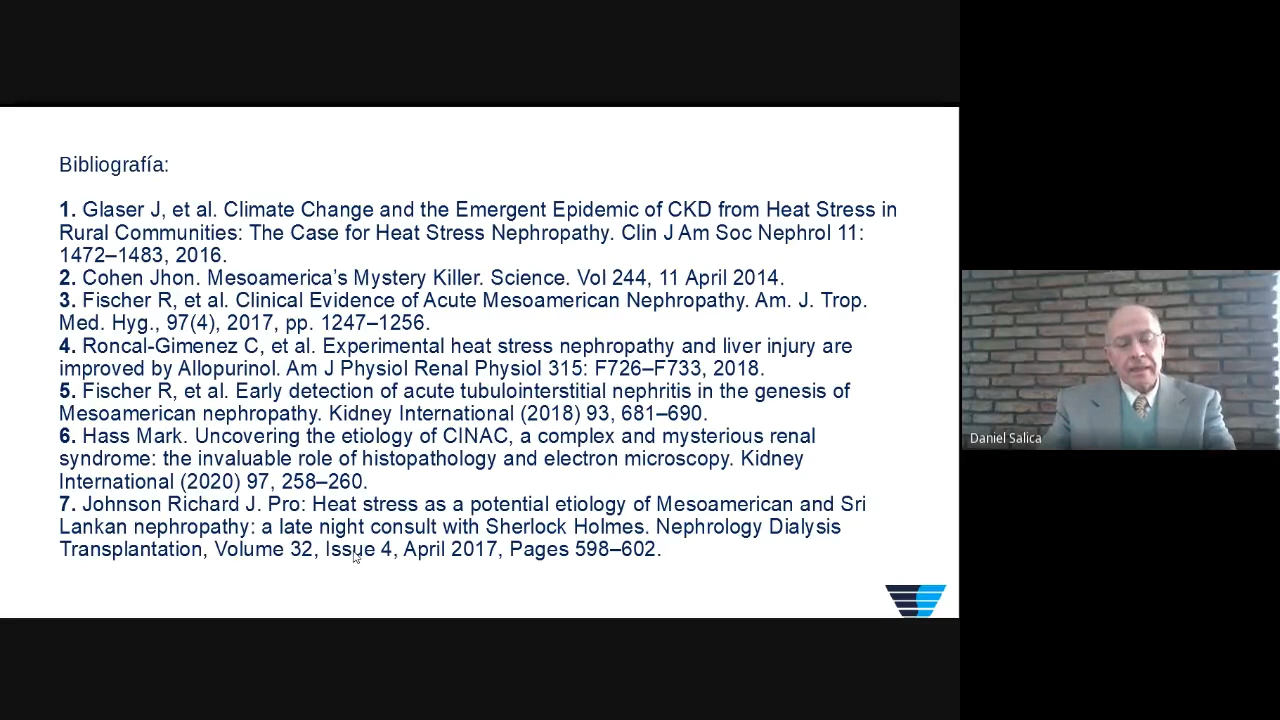 Bibliografía:
1. Glaser J, et al. Climate Change and the Emergent Epidemic of CKD from Heat Stress in
Rural Communities: The Case for Heat Stress Nephropathy. Clin J Am Soc Nephrol 11:
1472–1483, 2016.
2. Cohen Jhon. Mesoamerica’s Mystery Killer. Science. Vol 244, 11 April 2014.
3. Fischer R, et al. Clinical Evidence of Acute Mesoamerican Nephropathy. Am. J. Trop.
Med. Hyg., 97(4), 2017, pp. 1247–1256.
4. Roncal-Gimenez C, et al. Experimental heat stress nephropathy and liver injury are
improved by Allopurinol. Am J Physiol Renal Physiol 315: F726–F733, 2018.
5. Fischer R, et al. Early detection of acute tubulointerstitial nephritis in the genesis of
Mesoamerican nephropathy. Kidney International (2018) 93, 681–690.
6. Hass Mark. Uncovering the etiology of CINAC, a complex and mysterious renal
syndrome: the invaluable role of histopathology and electron microscopy. Kidney
International (2020) 97, 258–260.
7. Johnson Richard J. Pro: Heat stress as a potential etiology of Mesoamerican and Sri
Lankan nephropathy: a late night consult with Sherlock Holmes. Nephrology Dialysis
Transplantation, Volume 32, Issue 4, April 2017, Pages 598–602.
Daniel Salica